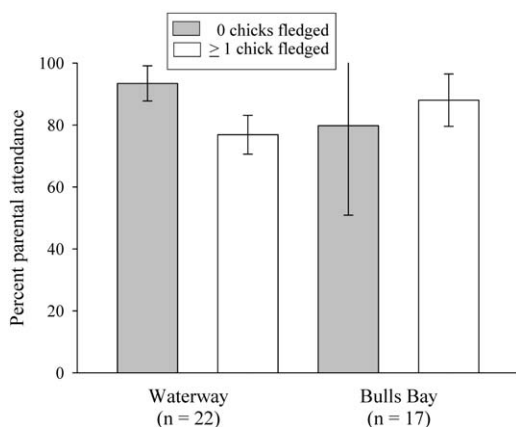 0 chicks fledged
≥ 1 chick fledged
Percent parental attendance
100
80
60
40
20
0
Waterway
(n = 22)
Bulls Bay
(n = 17)